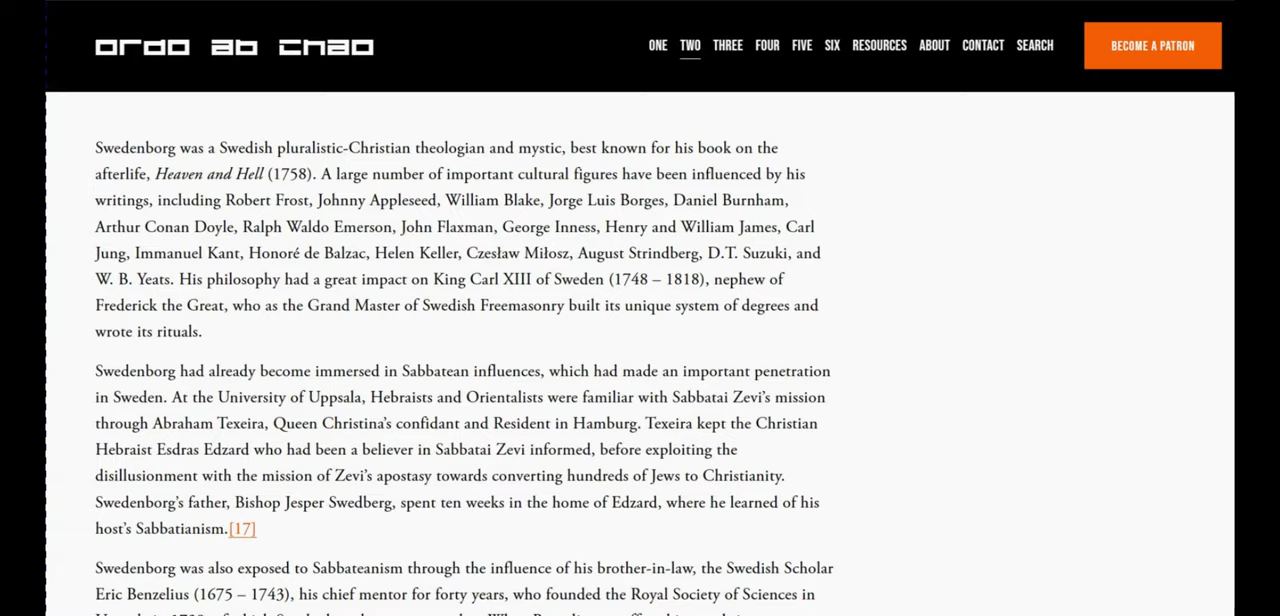 ordo ab chao
ONE TWO THREE FOUR FIVE SIX RESOURCES ABOUT CONTACT SEARCH BECOME A PATRON
Swedenborg was a Swedish pluralistic-Christian theologian and mystic, best known for his book on the
afterlife, Heaven and Hell (1758). A large number of important cultural figures have been influenced by his
writings, including Robert Frost, Johnny Appleseed, William Blake, Jorge Luis Borges, Daniel Burnham,
Arthur Conan Doyle, Ralph Waldo Emerson, John Flaxman, George Inness, Henry and William James, Carl
Jung, Immanuel Kant, Honoré de Balzac, Helen Keller, Czesław Miłosz, August Strindberg, D.T. Suzuki, and
W. B. Yeats. His philosophy had a great impact on King Carl XIII of Sweden (1748 – 1818), nephew of
Frederick the Great, who as the Grand Master of Swedish Freemasonry built its unique system of degrees and
wrote its rituals.
Swedenborg had already become immersed in Sabbatean influences, which had made an important penetration
in Sweden. At the University of Uppsala, Hebraists and Orientalists were familiar with Sabbatai Zevi’s mission
through Abraham Texeira, Queen Christina’s confidant and Resident in Hamburg. Texeira kept the Christian
Hebraist Esdras Edzard who had been a believer in Sabbatai Zevi informed, before exploiting the
disillusionment with the mission of Zevi’s apostasy towards converting hundreds of Jews to Christianity.
Swedenborg’s father, Bishop Jesper Swedberg, spent ten weeks in the home of Edzard, where he learned of his
host’s Sabbatianism.[17]
Swedenborg was also exposed to Sabbateanism through the influence of his brother-in-law, the Swedish Scholar
Eric Benzelius (1675 – 1743), his chief mentor for forty years, who founded the Royal Society of Sciences in